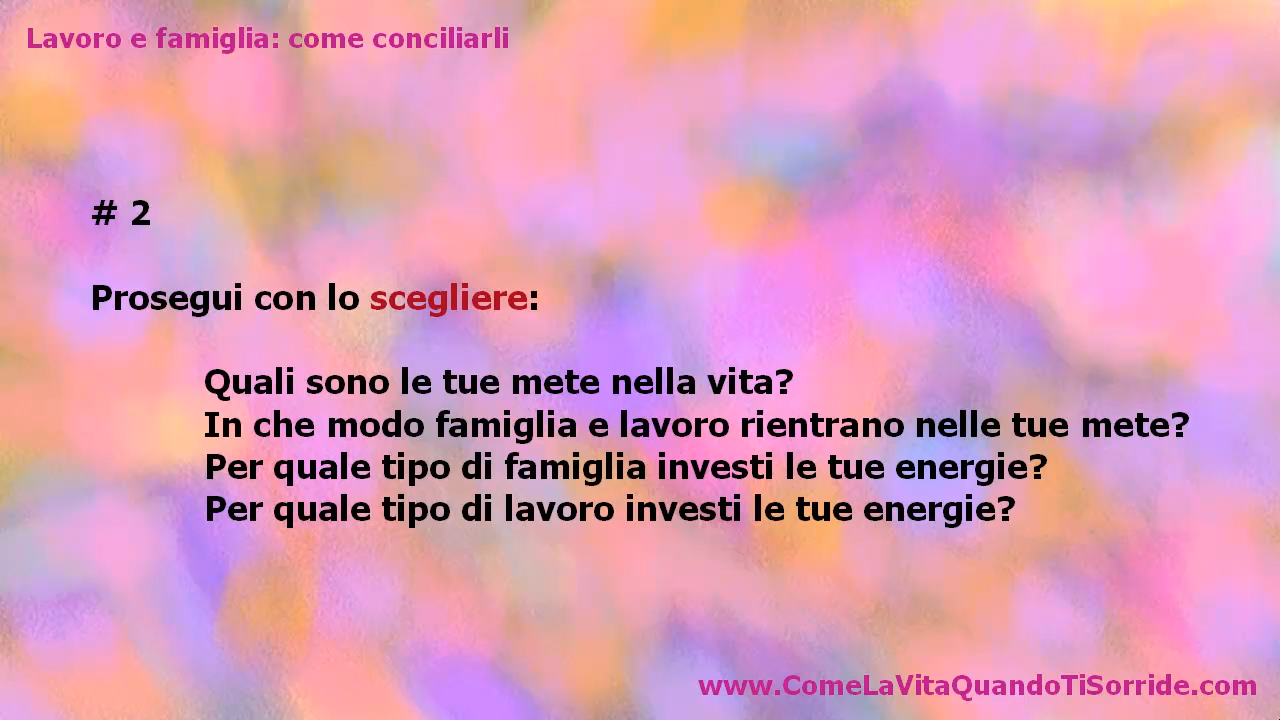 Lavoro e famiglia: come conciliarli
# 2
Prosegui con lo scegliere:
Quali sono le tue mete nella vita?
In che modo famiglia e lavoro rientrano nelle tue mete?
Per quale tipo di famiglia investi le tue energie?
Per quale tipo di lavoro investi le tue energie?
www.ComeLaVitaQuandoTiSorride.com